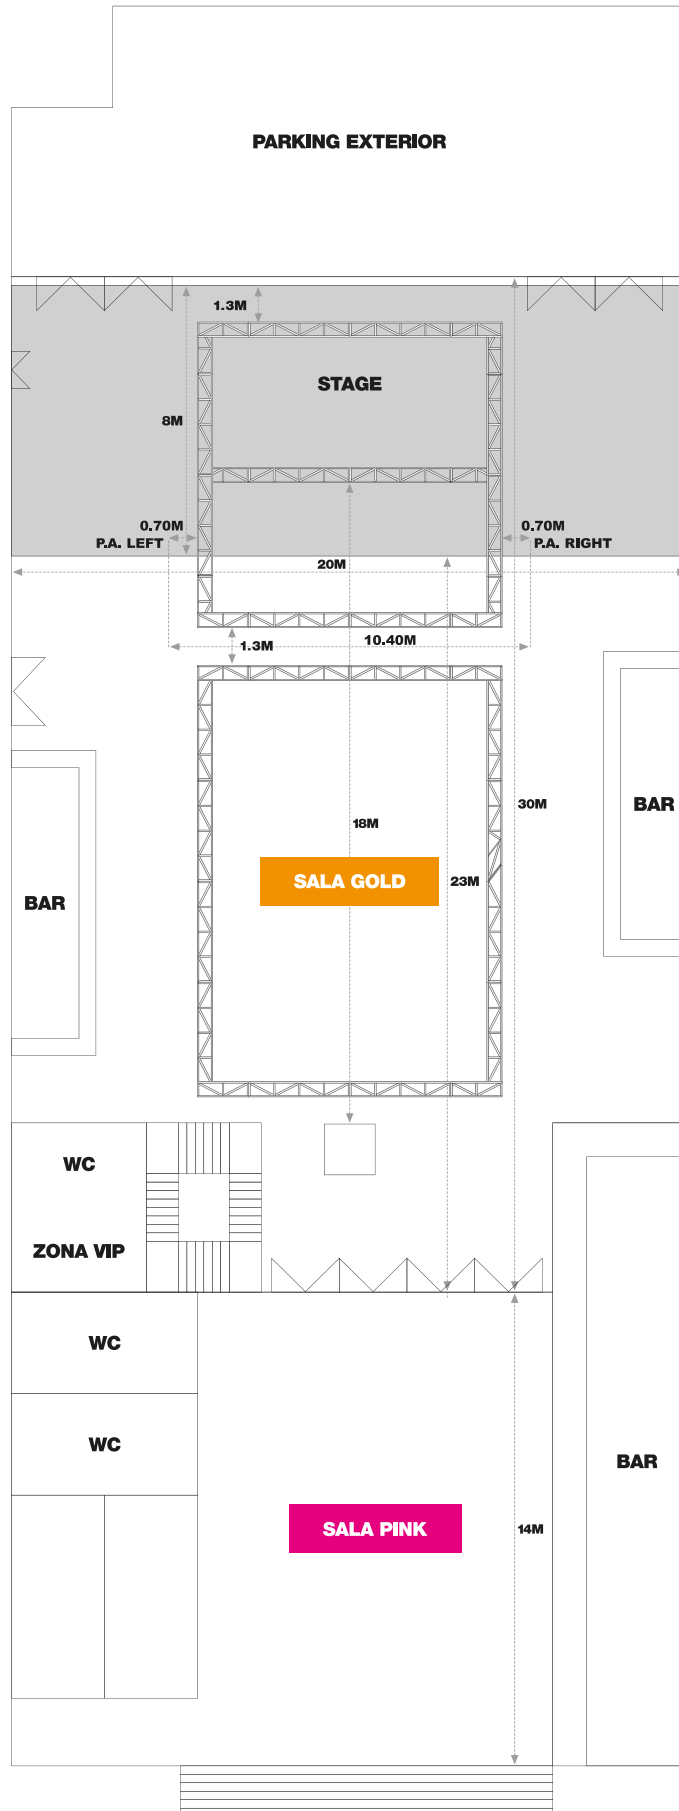 PARKING EXTERIOR
1.3M
STAGE
8M
0.70M
P.A. LEFT
0.70M
P.A. RIGHT
20M
10.40M
1.3M
30M
BAR
18M
SALA GOLD
23M
BAR
WC
ZONA VIP
WC
WC
BAR
SALA PINK
14M